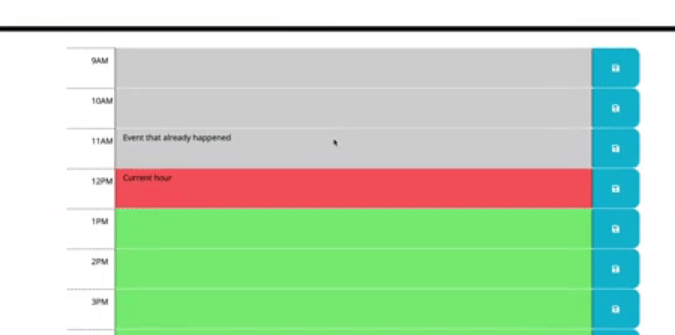 9AM
10AM
11AM Event that already happened
12PM Current hour
1PM
2PM
3PM